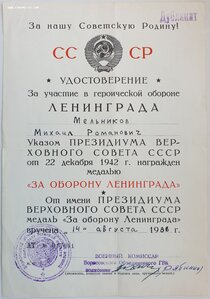 Дубликат
За нашу Советскую Родину!
СС СР
УДОСТОВЕРЕНИЕ
За участие в героической обороне
ЛЕНИНГРАДА
Мельников
Михаил Романович
Указом ПРЕЗИДИУМА ВЕР-
ХОВНОГО СОВЕТА СССР
от 22 декабря 1942 г. награжден
медалью
«ЗА ОБОРОНУ ЛЕНИНГРАДА»
От имени ПРЕЗИДИУМА
ВЕРХОВНОГО СОВЕТА СССР
медаль «За оборону Ленинграда»
вручена „14" августа 19
ВОЕННЫЙ КОМИССАР